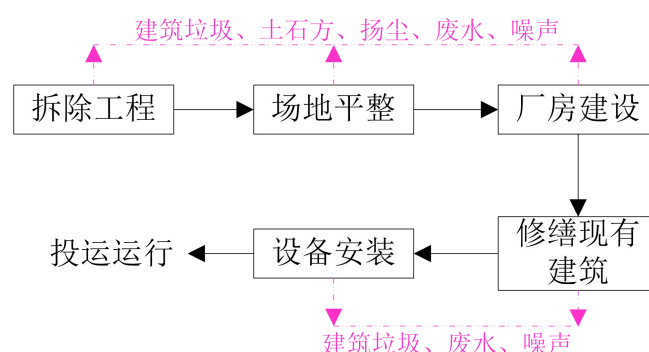 建筑垃圾、土石方、扬尘、废水、噪声
拆除工程
场地平整
厂房建设
投运运行
设备安装
修缮现有
建筑
建筑垃圾、废水、噪声